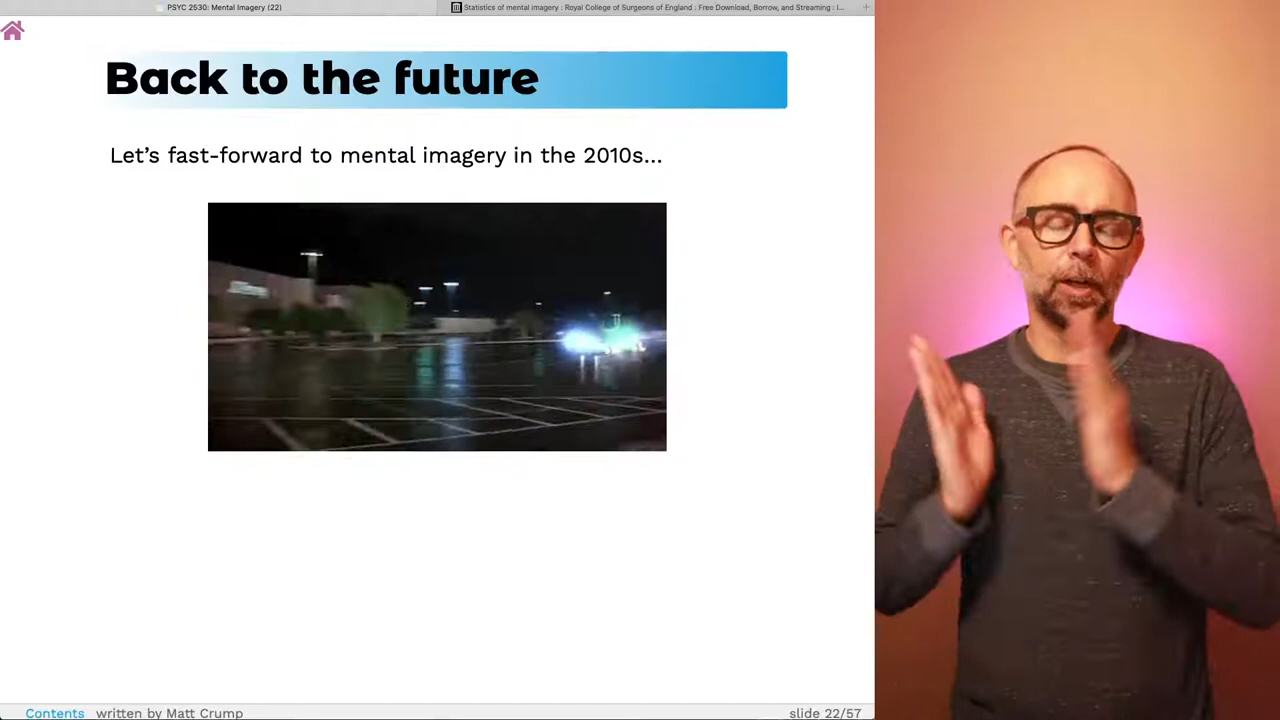 PSYC 2530: Mental Imagery (22)
Statistics of mental imagery : Royal College of Surgeons of England : Free Download, Borrow, and Streaming : I...
Back to the future
Let's fast-forward to mental imagery in the 2010s...
Contents written by Matt Crump
slide 22/57